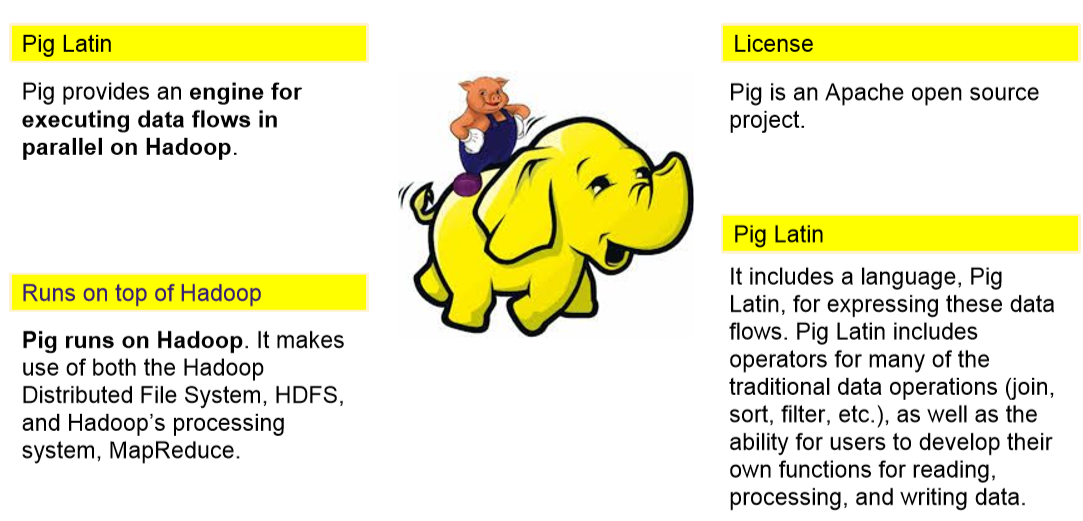 Pig Latin
Pig provides an engine for
executing data flows in
parallel on Hadoop.
Runs on top of Hadoop
Pig runs on Hadoop. It makes
use of both the Hadoop
Distributed File System, HDFS,
and Hadoop’s processing
system, MapReduce.
License
Pig is an Apache open source
project.
Pig Latin
It includes a language, Pig
Latin, for expressing these data
flows. Pig Latin includes
operators for many of the
traditional data operations (join,
sort, filter, etc.), as well as the
ability for users to develop their
own functions for reading,
processing, and writing data.